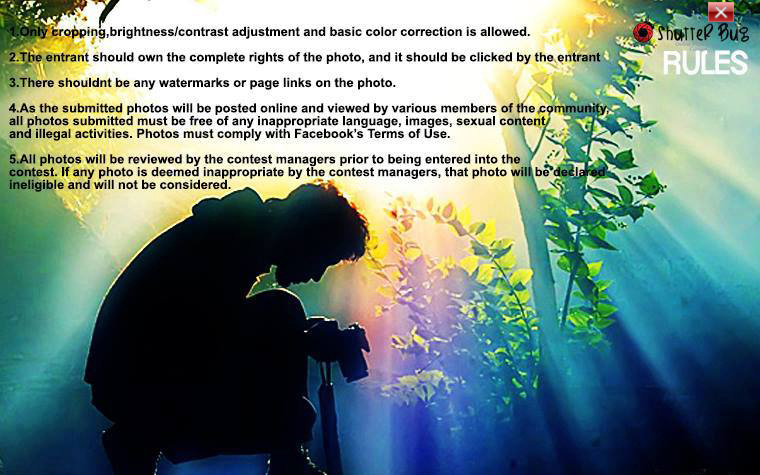 1.Only cropping,brightness/contrast adjustment and basic color correction is allowed.
2.The entrant should own the complete rights of the photo, and it should be clicked by the entrant
3.There shouldnt be any watermarks or page links on the photo.
4.As the submitted photos will be posted online and viewed by various members of the community,
all photos submitted must be free of any inappropriate language, images, sexual content,
and illegal activities. Photos must comply with Facebook's Terms of Use.
5.All photos will be reviewed by the contest managers prior to being entered into the
contest. If any photo is deemed inappropriate by the contest managers, that photo will be declared
ineligible and will not be considered.
ShutteR Bug
RULES